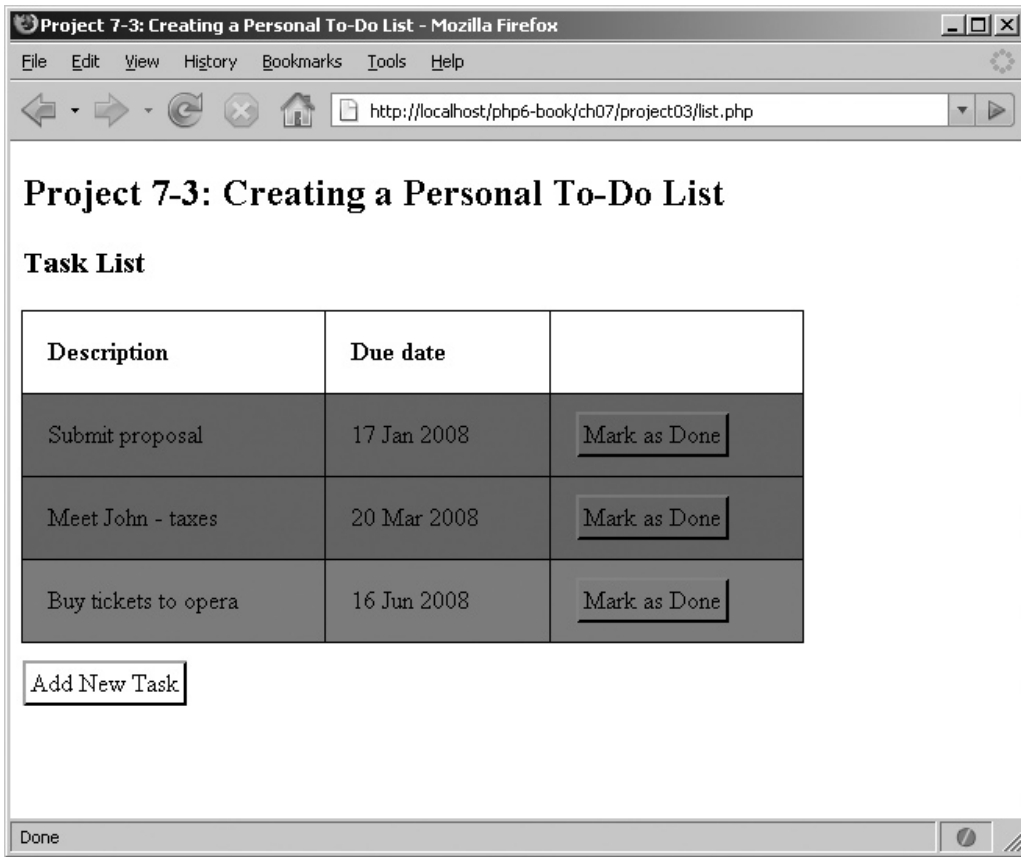 Project 7-3: Creating a Personal To-Do List - Mozilla Firefox
File Edit View History Bookmarks Tools Help
http://localhost/php6-book/ch07/project03/list.php
Project 7-3: Creating a Personal To-Do List
Task List
Description Due date
Submit proposal 17 Jan 2008 Mark as Done
Meet John - taxes 20 Mar 2008 Mark as Done
Buy tickets to opera 16 Jun 2008 Mark as Done
Add New Task
Done